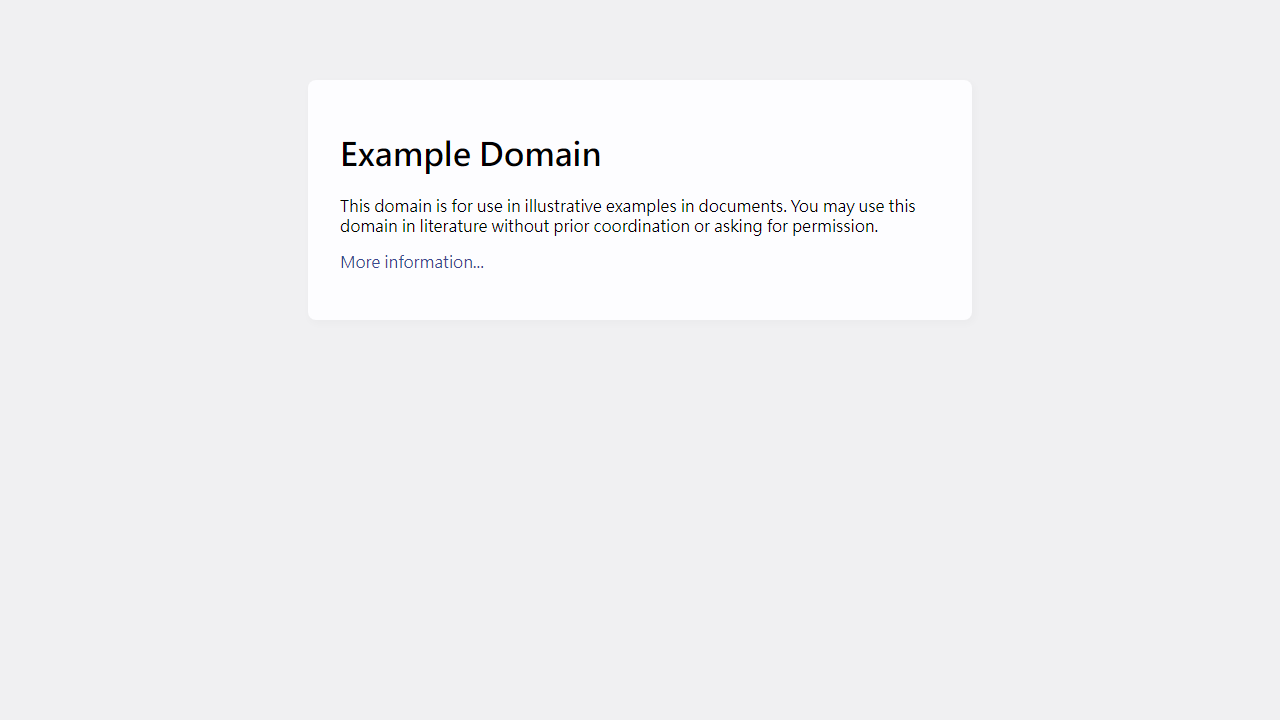 Example Domain
This domain is for use in illustrative examples in documents. You may use this
domain in literature without prior coordination or asking for permission.
More information...